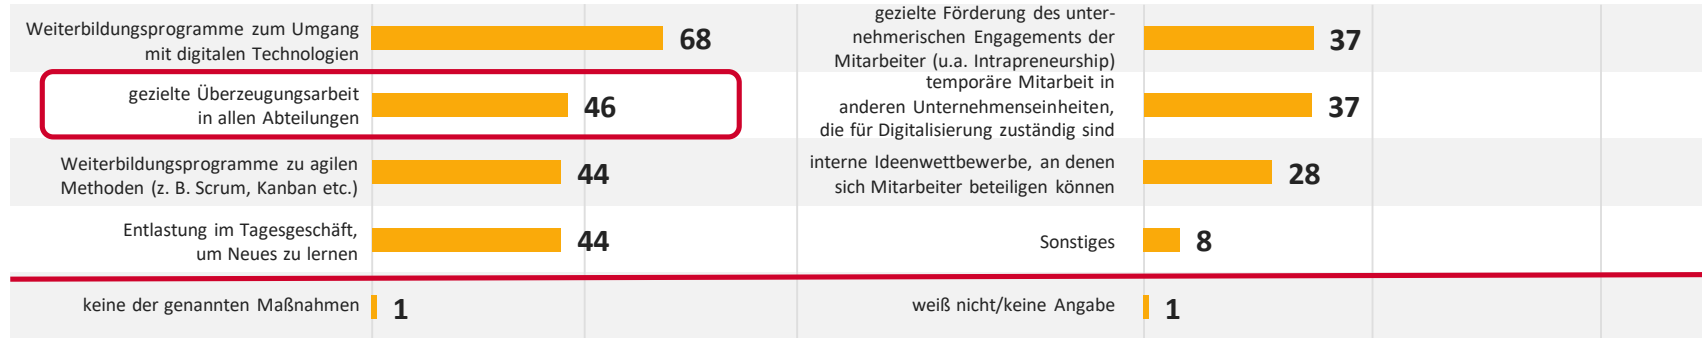 Weiterbildungsprogramme zum Umgang
mit digitalen Technologien
68
gezielte Überzeugungsarbeit
in allen Abteilungen
46
Weiterbildungsprogramme zu agilen
Methoden (z. B. Scrum, Kanban etc.)
44
Entlastung im Tagesgeschäft,
um Neues zu lernen
44
keine der genannten Maßnahmen
1
gezielte Förderung des unter-
nehmerischen Engagements der
Mitarbeiter (u.a. Intrapreneurship)
37
temporäre Mitarbeit in
anderen Unternehmenseinheiten,
die für Digitalisierung zuständig sind
37
interne Ideenwettbewerbe, an denen
sich Mitarbeiter beteiligen können
28
Sonstiges
8
weiß nicht/keine Angabe
1